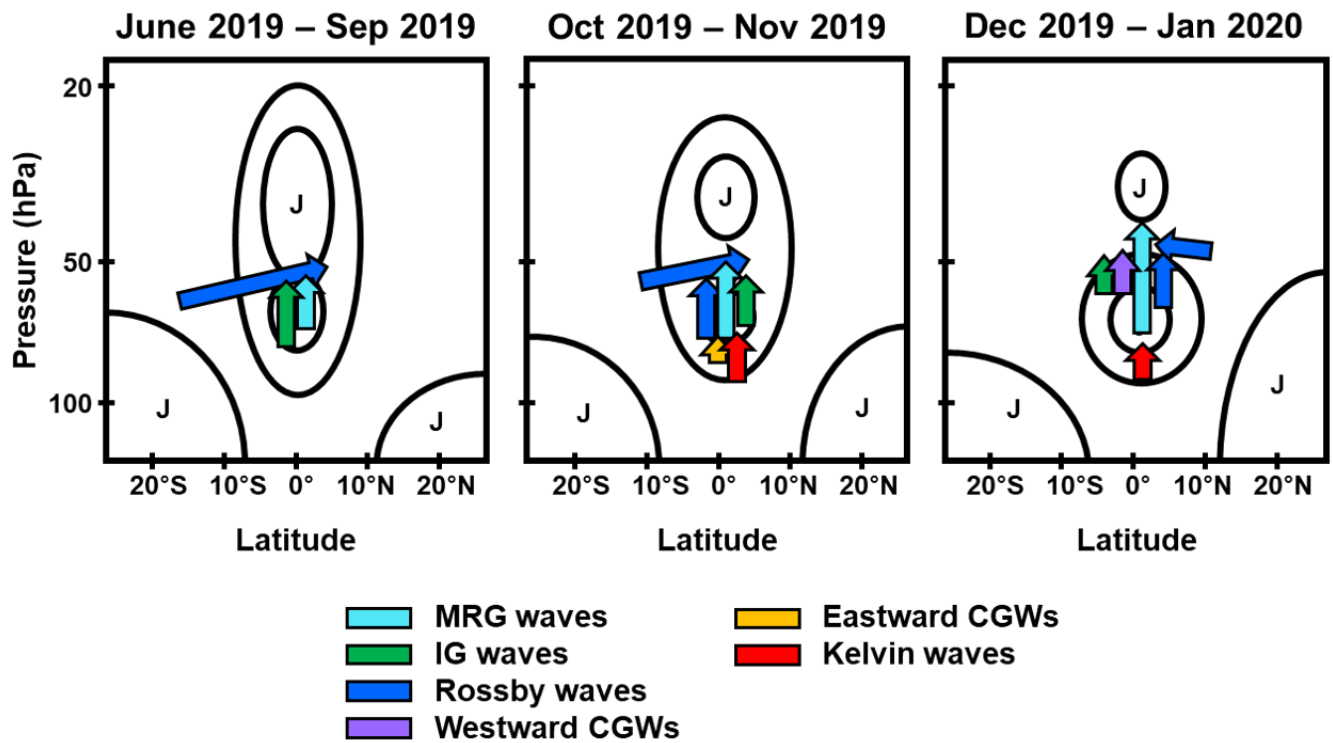 June 2019 – Sep 2019
Oct 2019 – Nov 2019
Dec 2019 – Jan 2020
Pressure (hPa)
20
50
100
J
J
J
20°S 10°S 0° 10°N 20°N
Latitude
J
J
J
20°S 10°S 0° 10°N 20°N
Latitude
J
J
J
20°S 10°S 0° 10°N 20°N
Latitude
MRG waves
IG waves
Rossby waves
Westward CGWs
Eastward CGWs
Kelvin waves